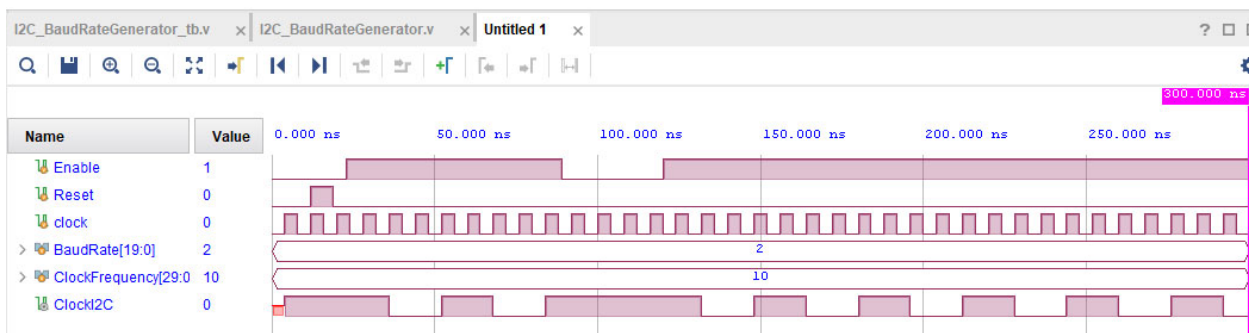 I2C_BaudRateGenerator_tb.v × I2C_BaudRateGenerator.v × Untitled 1 × ?
300.000 ns
Name Value 0.000 ns 50.000 ns 100.000 ns 150.000 ns 200.000 ns 250.000 ns
Enable 1
Reset 0
clock 0
BaudRate[19:0] 2 2
ClockFrequency[29:0 10 10
ClockI2C 0